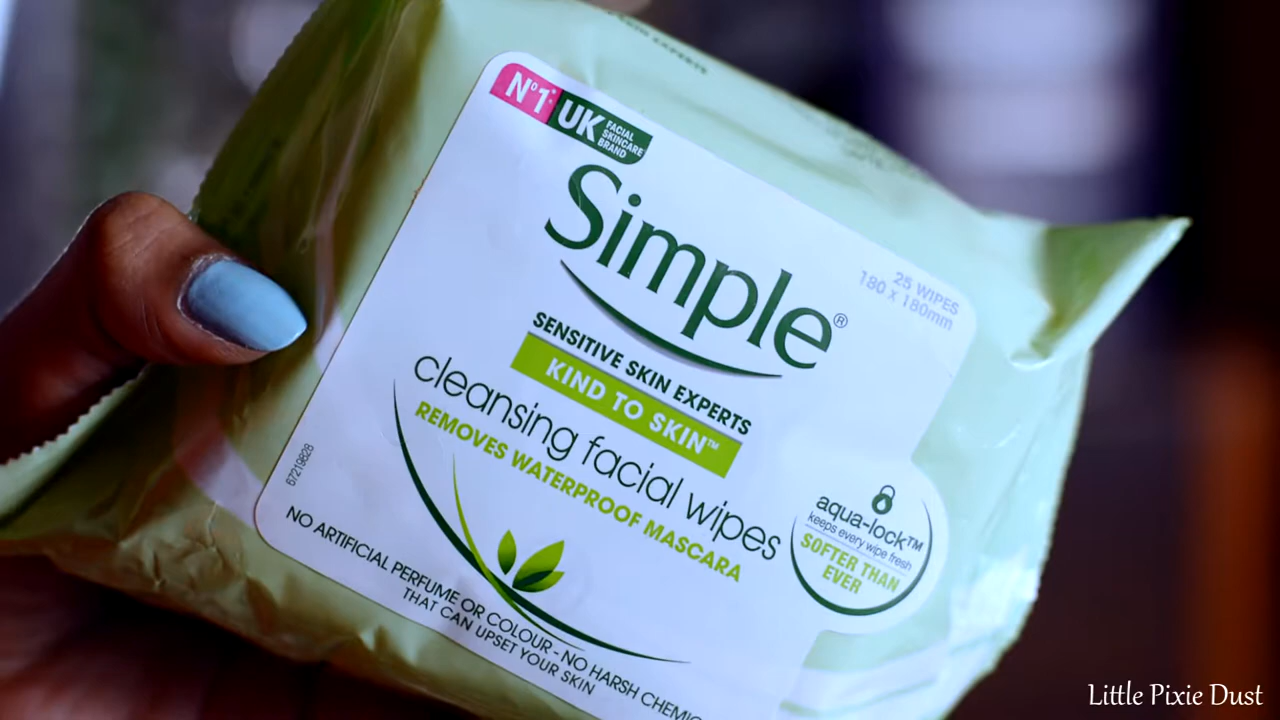 N°1*
UK
FACIAL
SKINCARE
BRAND
Simple®
25 WIPES
180 x 180mm
SENSITIVE SKIN EXPERTS
KIND TO SKIN™
cleansing facial wipes
REMOVES WATERPROOF MASCARA
aqua-lock™
keeps every wipe fresh
SOFTER THAN
EVER
67219828
NO ARTIFICIAL PERFUME OR COLOUR - NO HARSH CHEMIC
THAT CAN UPSET YOUR SKIN
Little Pixie Dust